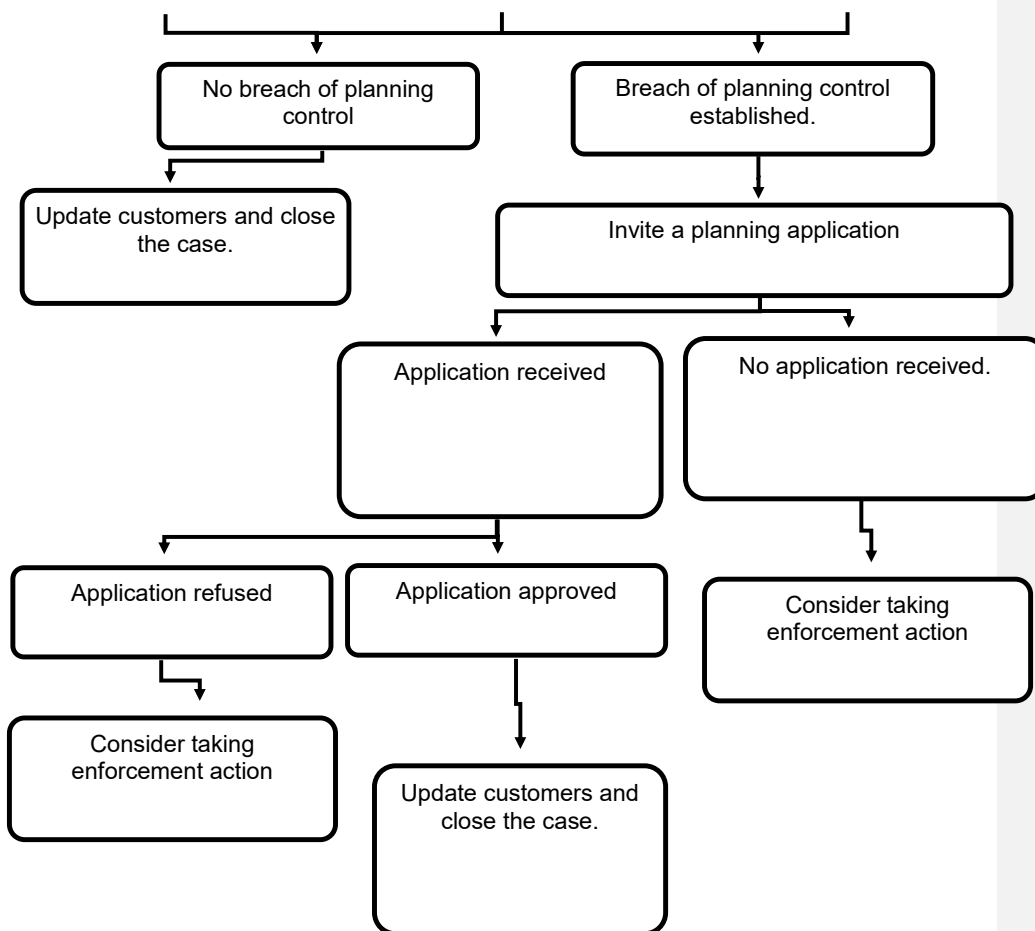 No breach of planning
control
Breach of planning control
established.
Update customers and close
the case.
Invite a planning application
Application received
No application received.
Application refused
Application approved
Consider taking
enforcement action
Consider taking
enforcement action
Update customers and
close the case.